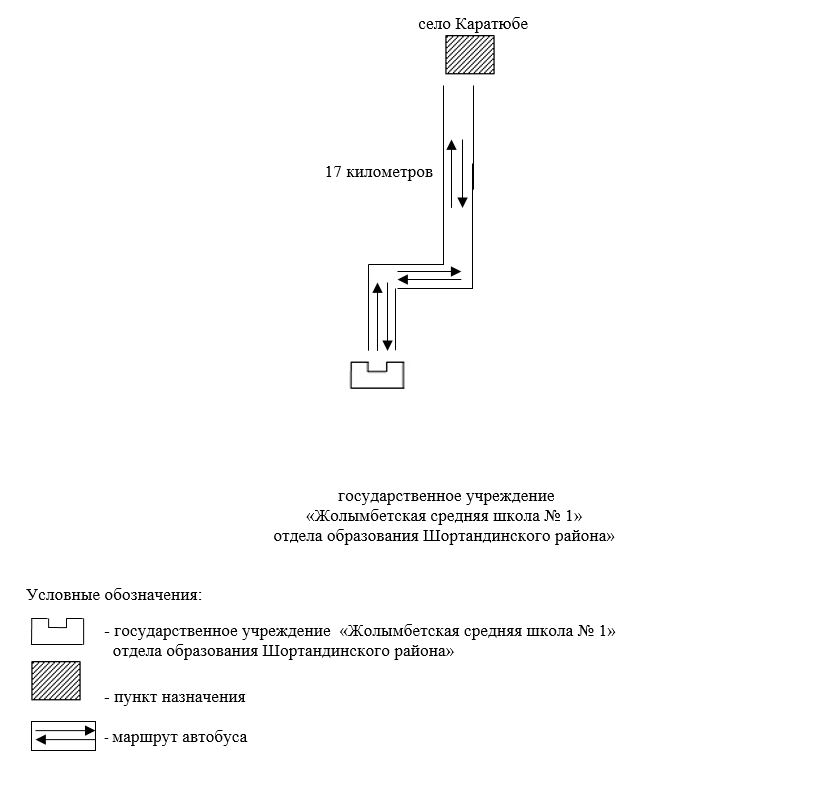 село Каратюбе
17 километров
государственное учреждение
«Жолымбетская средняя школа № 1»
отдела образования Шортандинского района»
Условные обозначения:
- государственное учреждение «Жолымбетская средняя школа № 1»
отдела образования Шортандинского района»
- пункт назначения
- маршрут автобуса